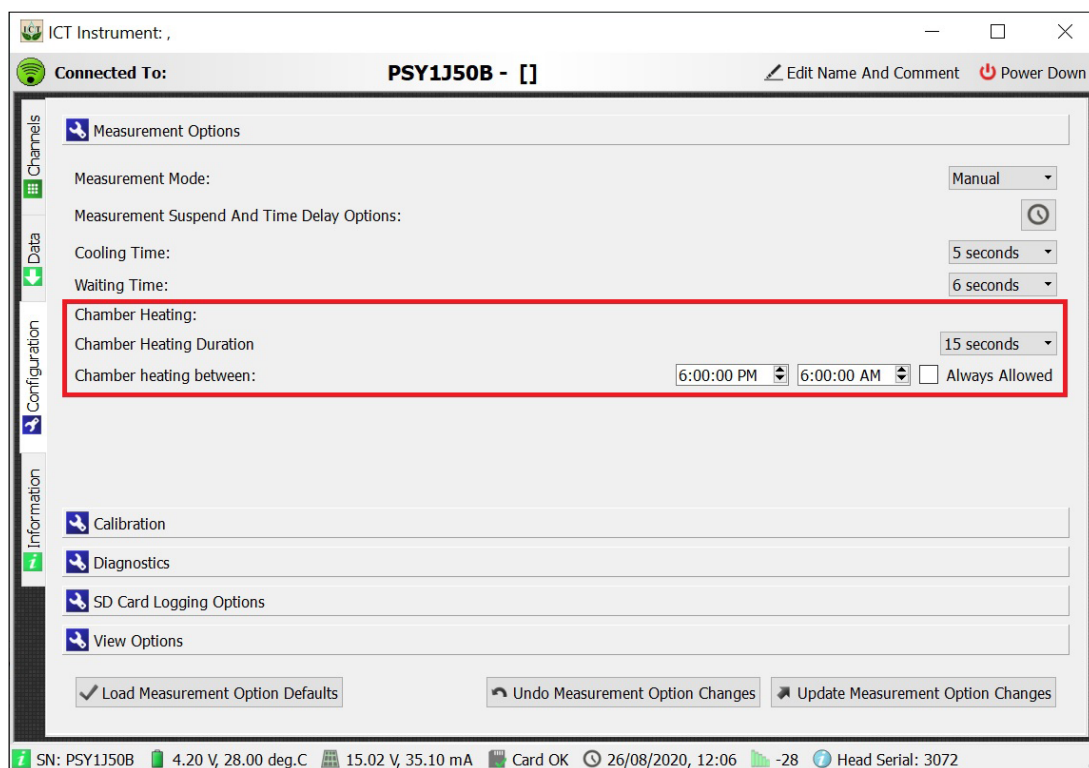 ICT ICT Instrument: ,
Connected To: PSY1J50B - [] Edit Name And Comment Power Down
Channels
Data
Configuration
Information
Measurement Options
Measurement Mode: Manual
Measurement Suspend And Time Delay Options:
Cooling Time: 5 seconds
Waiting Time: 6 seconds
Chamber Heating:
Chamber Heating Duration 15 seconds
Chamber heating between: 6:00:00 PM 6:00:00 AM Always Allowed
Calibration
Diagnostics
SD Card Logging Options
View Options
Load Measurement Option Defaults Undo Measurement Option Changes Update Measurement Option Changes
i SN: PSY1J50B 4.20 V, 28.00 deg.C 15.02 V, 35.10 mA Card OK 26/08/2020, 12:06 -28 i Head Serial: 3072